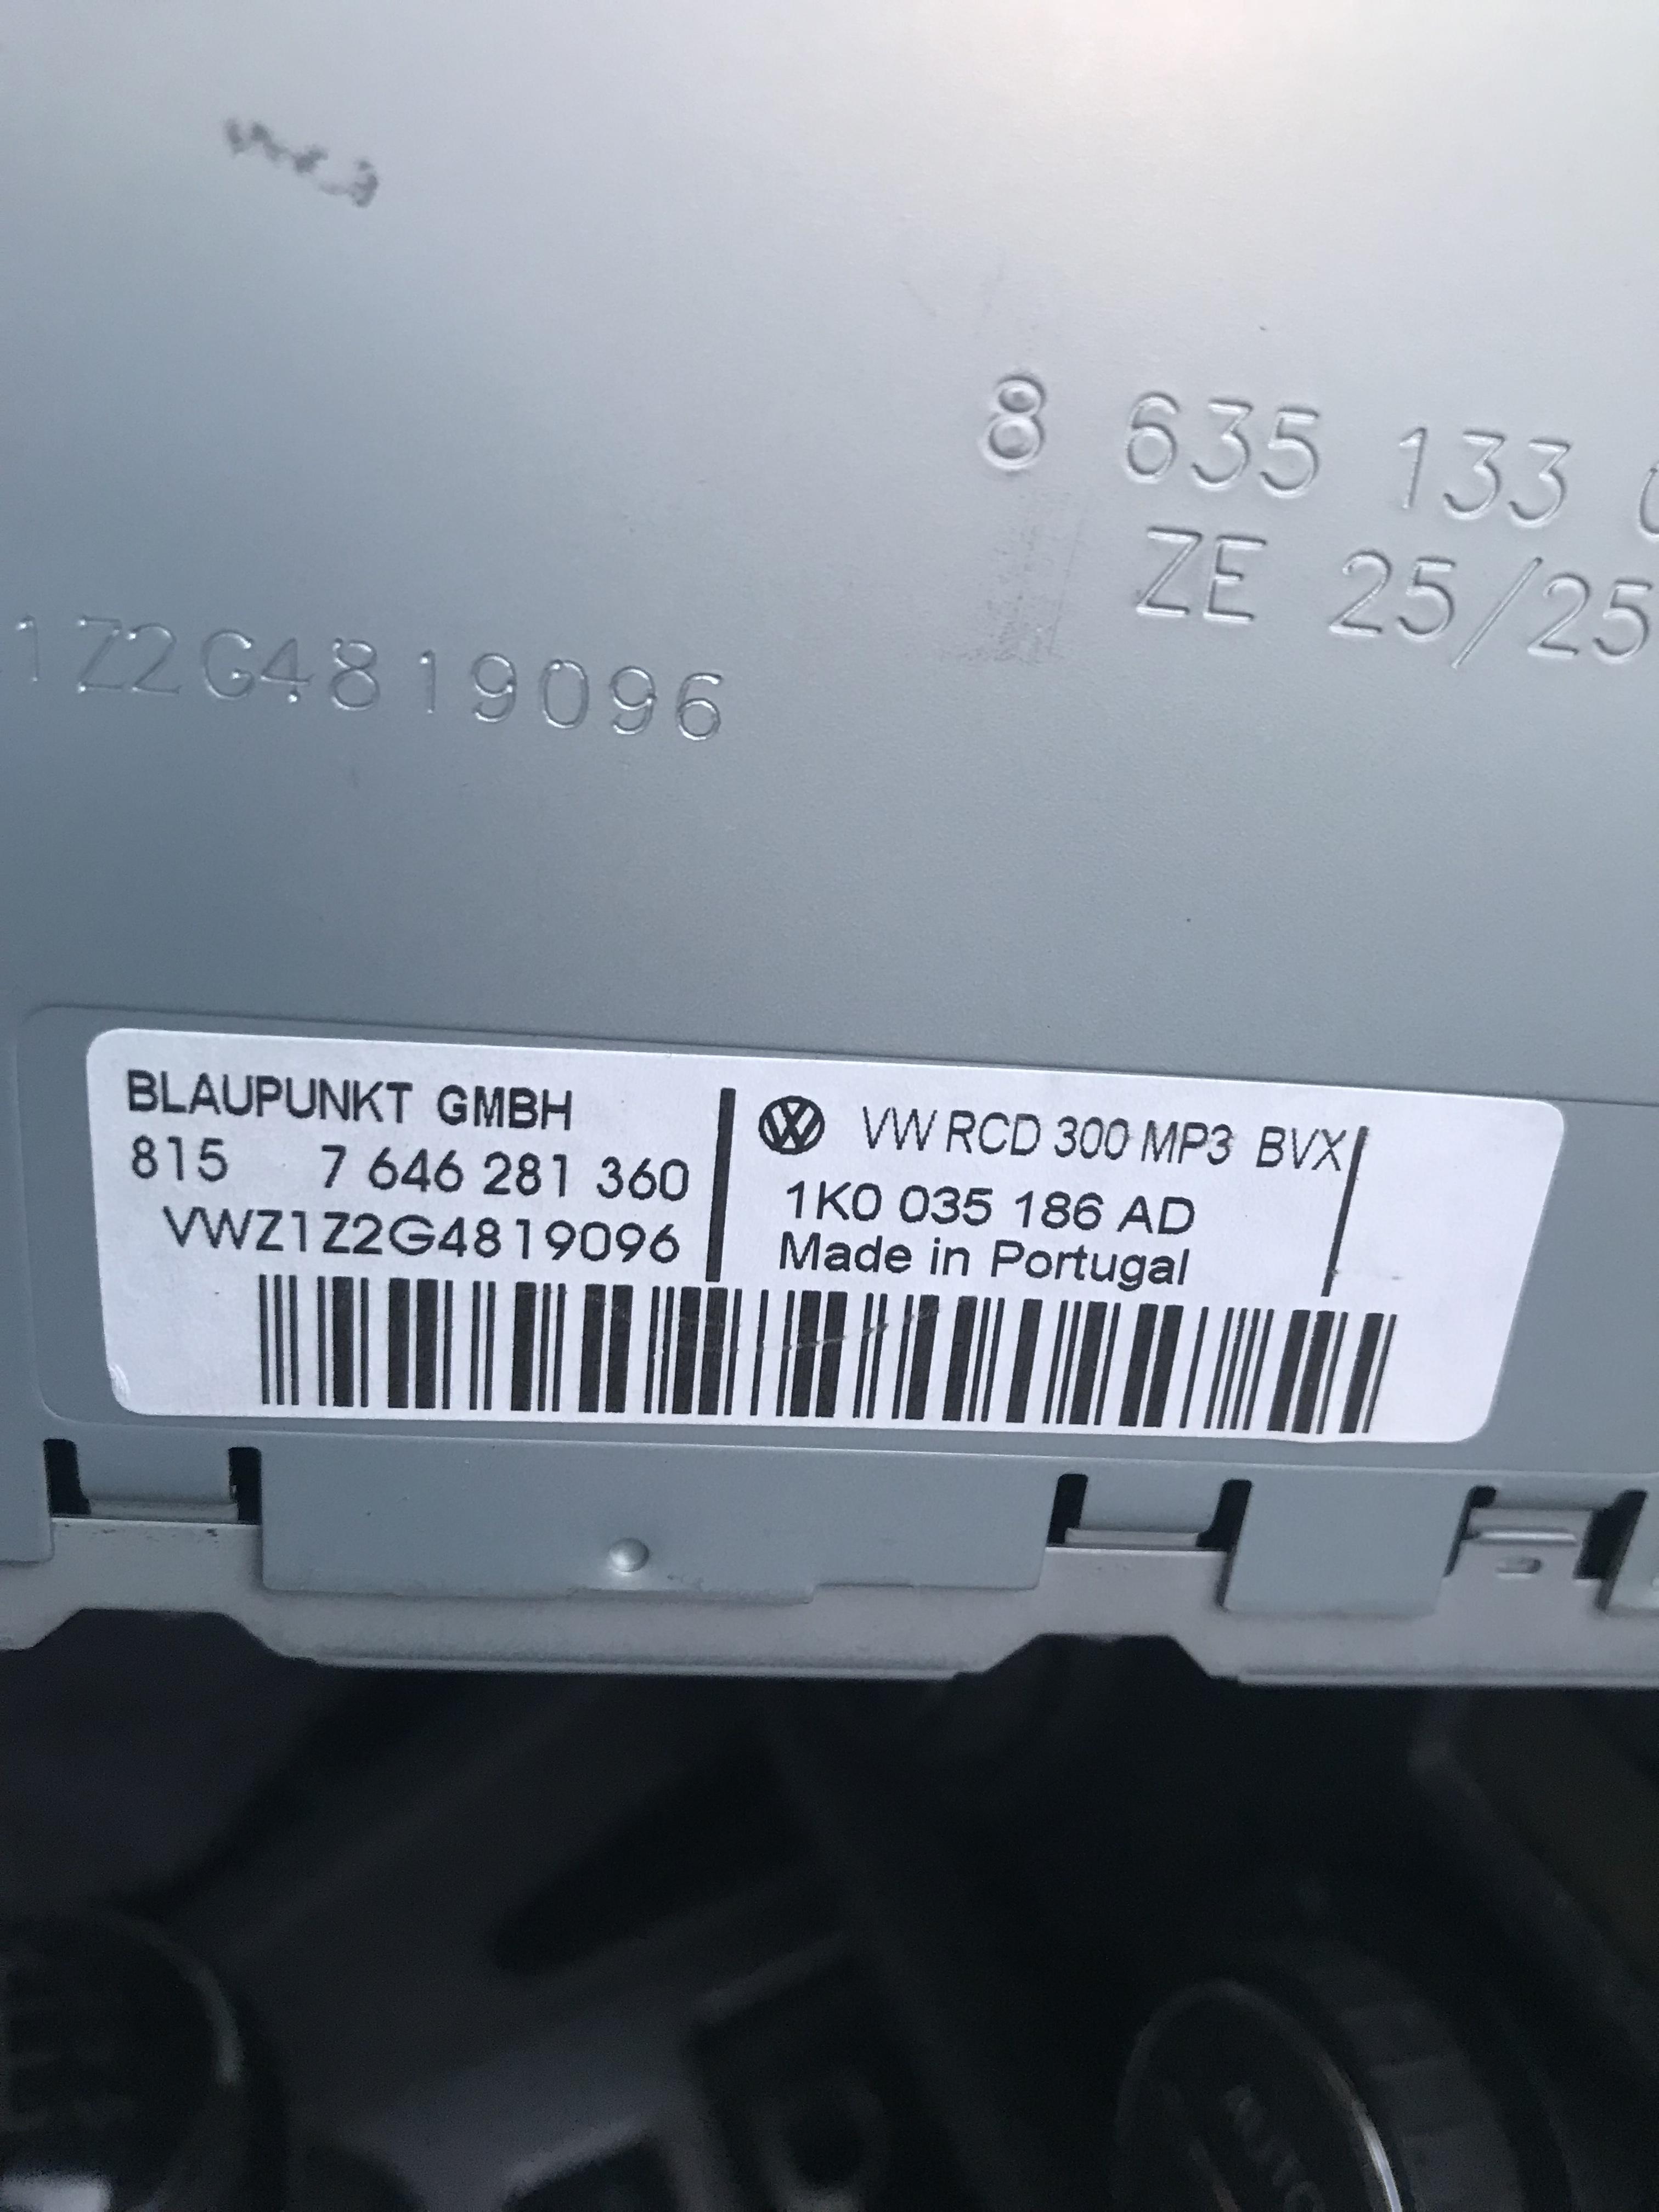 8 635 133
ZE 25/25
1Z2G4819096
BLAUPUNKT GMBH
815 7 646 281 360
VWZ1Z2G4819096
VW RCD 300 MP3 BVX
1K0 035 186 AD
Made in Portugal
AUTO